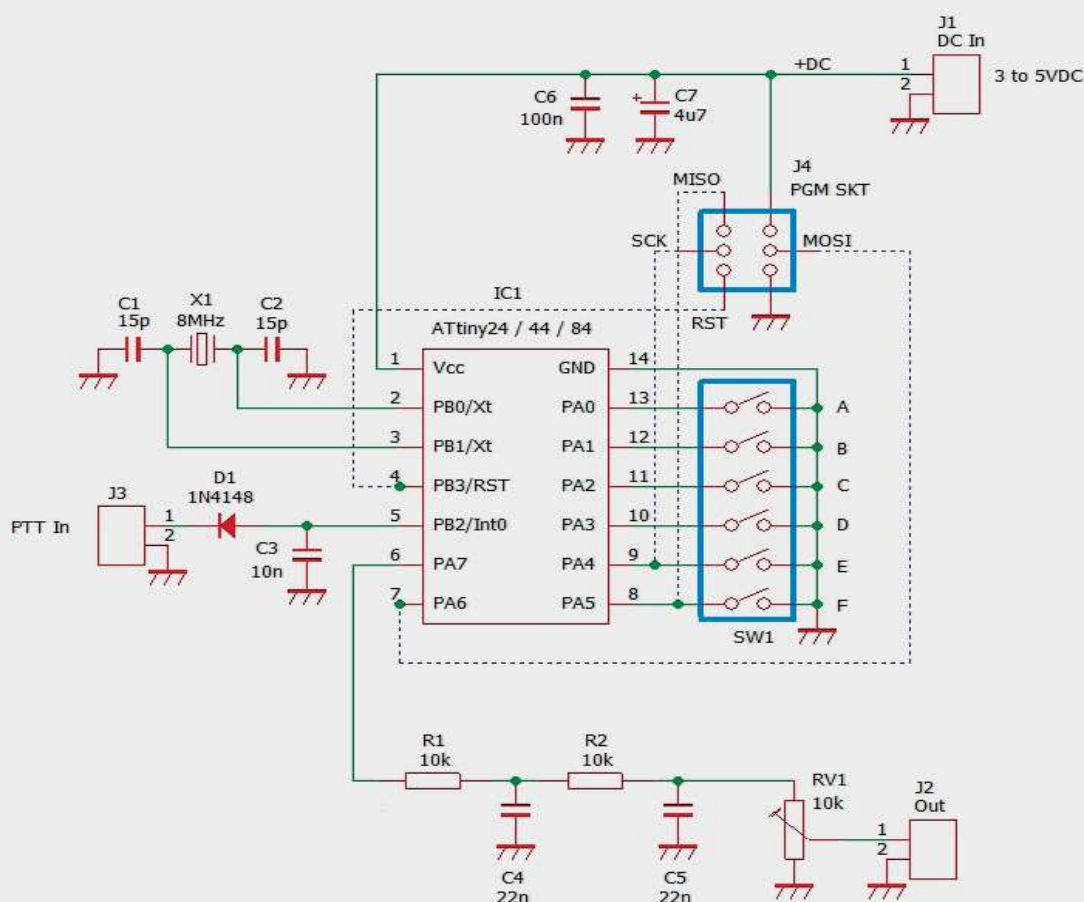 J1
DC In
+DC
1
2
3 to 5VDC
C6
100n
+
C7
4u7
J4
PGM SKT
MISO
SCK
MOSI
RST
C1
15p
X1
8MHz
C2
15p
IC1
ATtiny24 / 44 / 84
1
Vcc
GND
14
2
PB0/Xt
PA0
13
A
3
PB1/Xt
PA1
12
B
4
PB3/RST
PA2
11
C
5
PB2/Int0
PA3
10
D
6
PA7
PA4
9
E
7
PA6
PA5
8
F
SW1
J3
PTT In
1
2
D1
1N4148
C3
10n
R1
10k
R2
10k
C4
22n
C5
22n
RV1
10k
J2
Out
1
2